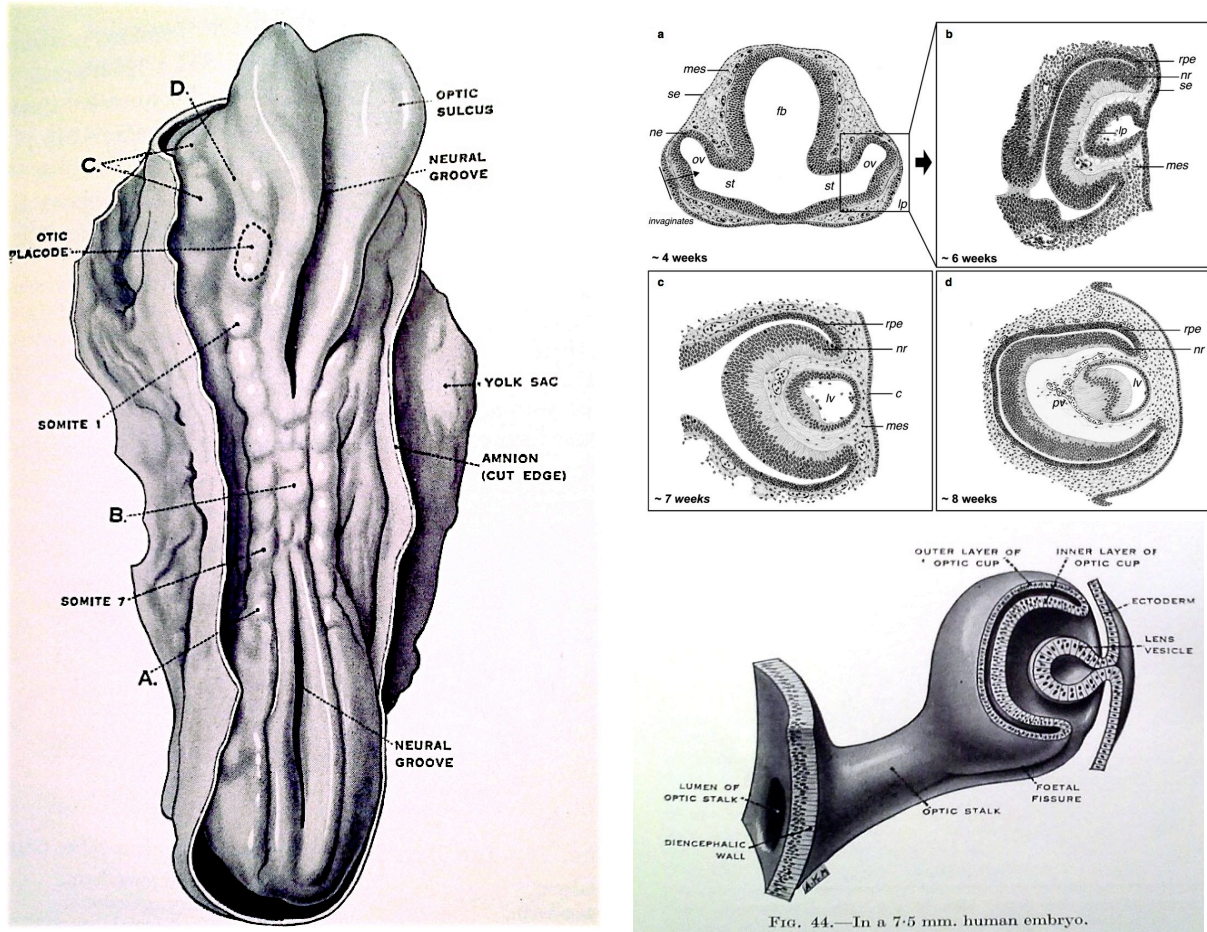 D.
OPTIC
SULCUS
C.
NEURAL
GROOVE
OTIC
PLACODE
SOMITE 1
YOLK SAC
AMNION
(CUT EDGE)
B.
SOMITE 7
A.
NEURAL
GROOVE
a
mes
se
fb
ne
ov
ov
st
st
lp
invaginates
~ 4 weeks
b
rpe
nr
se
lp
mes
~ 6 weeks
c
rpe
nr
lv
c
mes
~ 7 weeks
d
rpe
nr
lv
pv
~ 8 weeks
OUTER LAYER OF
OPTIC CUP
INNER LAYER OF
OPTIC CUP
ECTODERM
LENS
VESICLE
LUMEN OF
OPTIC STALK
FOETAL
FISSURE
OPTIC STALK
DIENCEPHALIC
WALL
A.K.M
FIG. 44.—In a 7·5 mm. human embryo.